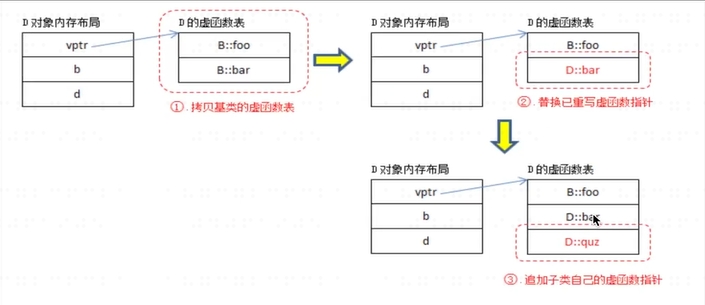 D 对象内存布局
D 的虚函数表
vptr
B::foo
b
B::bar
d
①. 拷贝基类的虚函数表
D 对象内存布局
D 的虚函数表
vptr
B::foo
b
D::bar
d
②. 替换已重写虚函数指针
D 对象内存布局
D 的虚函数表
vptr
B::foo
b
D::bar
d
D::quz
③. 追加子类自己的虚函数指针